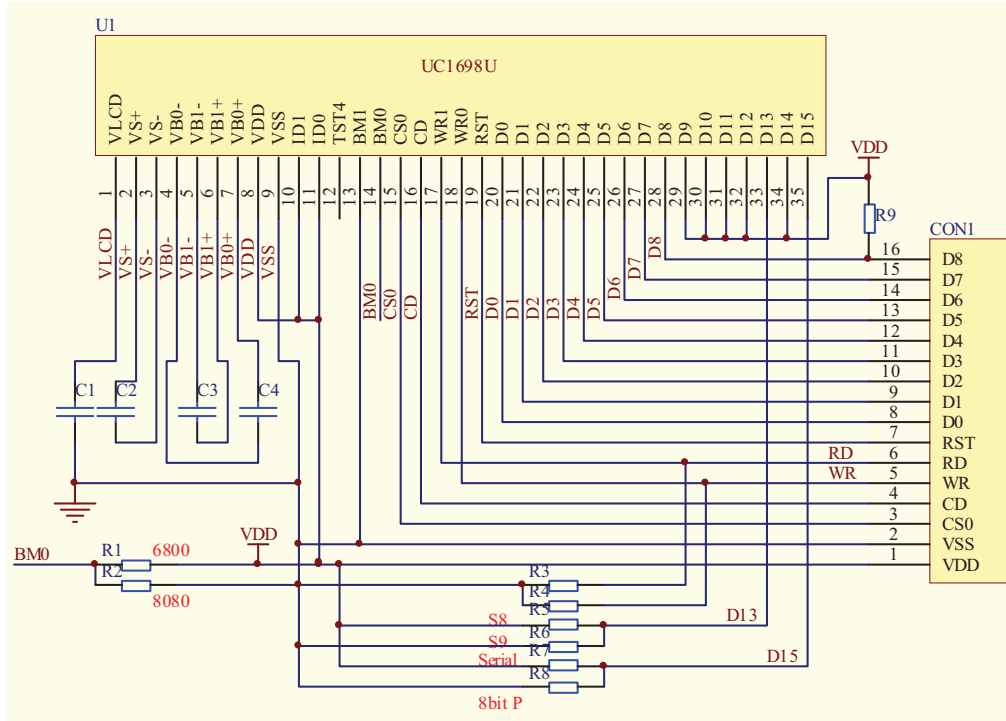 U1
UC1698U
VLCD
VS+
VS-
VB0-
VB1-
VB1+
VB0+
VDD
VSS
ID1
ID0
TST4
BM1
BM0
CS0
CD
WR1
WR0
RST
D0
D1
D2
D3
D4
D5
D6
D7
D8
D9
D10
D11
D12
D13
D14
D15
1
2
3
4
5
6
7
8
9
10
11
12
13
14
15
16
17
18
19
20
21
22
23
24
25
26
27
28
29
30
31
32
33
34
35
VLCD
VS+
VS-
VB0-
VB1-
VB1+
VB0+
VDD
VSS
BM0
CS0
CD
RST
D0
D1
D2
D3
D4
D5
D6
D7
D8
VDD
R9
CON1
16 D8
15 D7
14 D6
13 D5
12 D4
11 D3
10 D2
9 D1
8 D0
7 RST
RD 6 RD
WR 5 WR
4 CD
3 CS0
2 VSS
1 VDD
C1
C2
C3
C4
VDD
BM0
R1 6800
R2
8080
R3
R4
R5
S8
D13
R6
S9
R7
Serial
D15
R8
8bit P